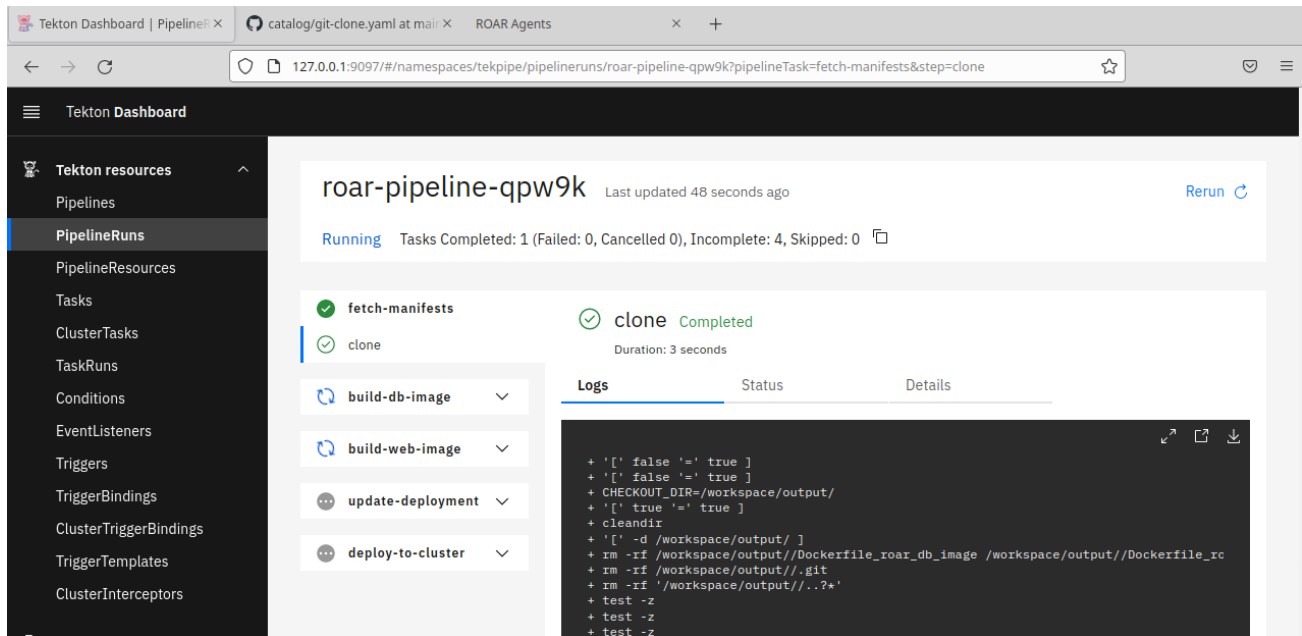 Tekton Dashboard | PipelineR
catalog/git-clone.yaml at main
ROAR Agents
127.0.0.1:9097/#/namespaces/tekpipe/pipelineruns/roar-pipeline-qpw9k?pipelineTask=fetch-manifests&step=clone
Tekton Dashboard
Tekton resources
Pipelines
PipelineRuns
PipelineResources
Tasks
ClusterTasks
TaskRuns
Conditions
EventListeners
Triggers
TriggerBindings
ClusterTriggerBindings
TriggerTemplates
ClusterInterceptors
roar-pipeline-qpw9k Last updated 48 seconds ago
Rerun
Running Tasks Completed: 1 (Failed: 0, Cancelled 0), Incomplete: 4, Skipped: 0
fetch-manifests
clone
build-db-image
build-web-image
update-deployment
deploy-to-cluster
clone Completed
Duration: 3 seconds
Logs Status Details
+ '[' false '=' true ]
+ '[' false '=' true ]
+ CHECKOUT_DIR=/workspace/output/
+ '[' true '=' true ]
+ cleandir
+ '[' -d /workspace/output/ ]
+ rm -rf /workspace/output//Dockerfile_roar_db_image /workspace/output//Dockerfile_rc
+ rm -rf /workspace/output//.git
+ rm -rf '/workspace/output//..?*'
+ test -z
+ test -z
+ test -z